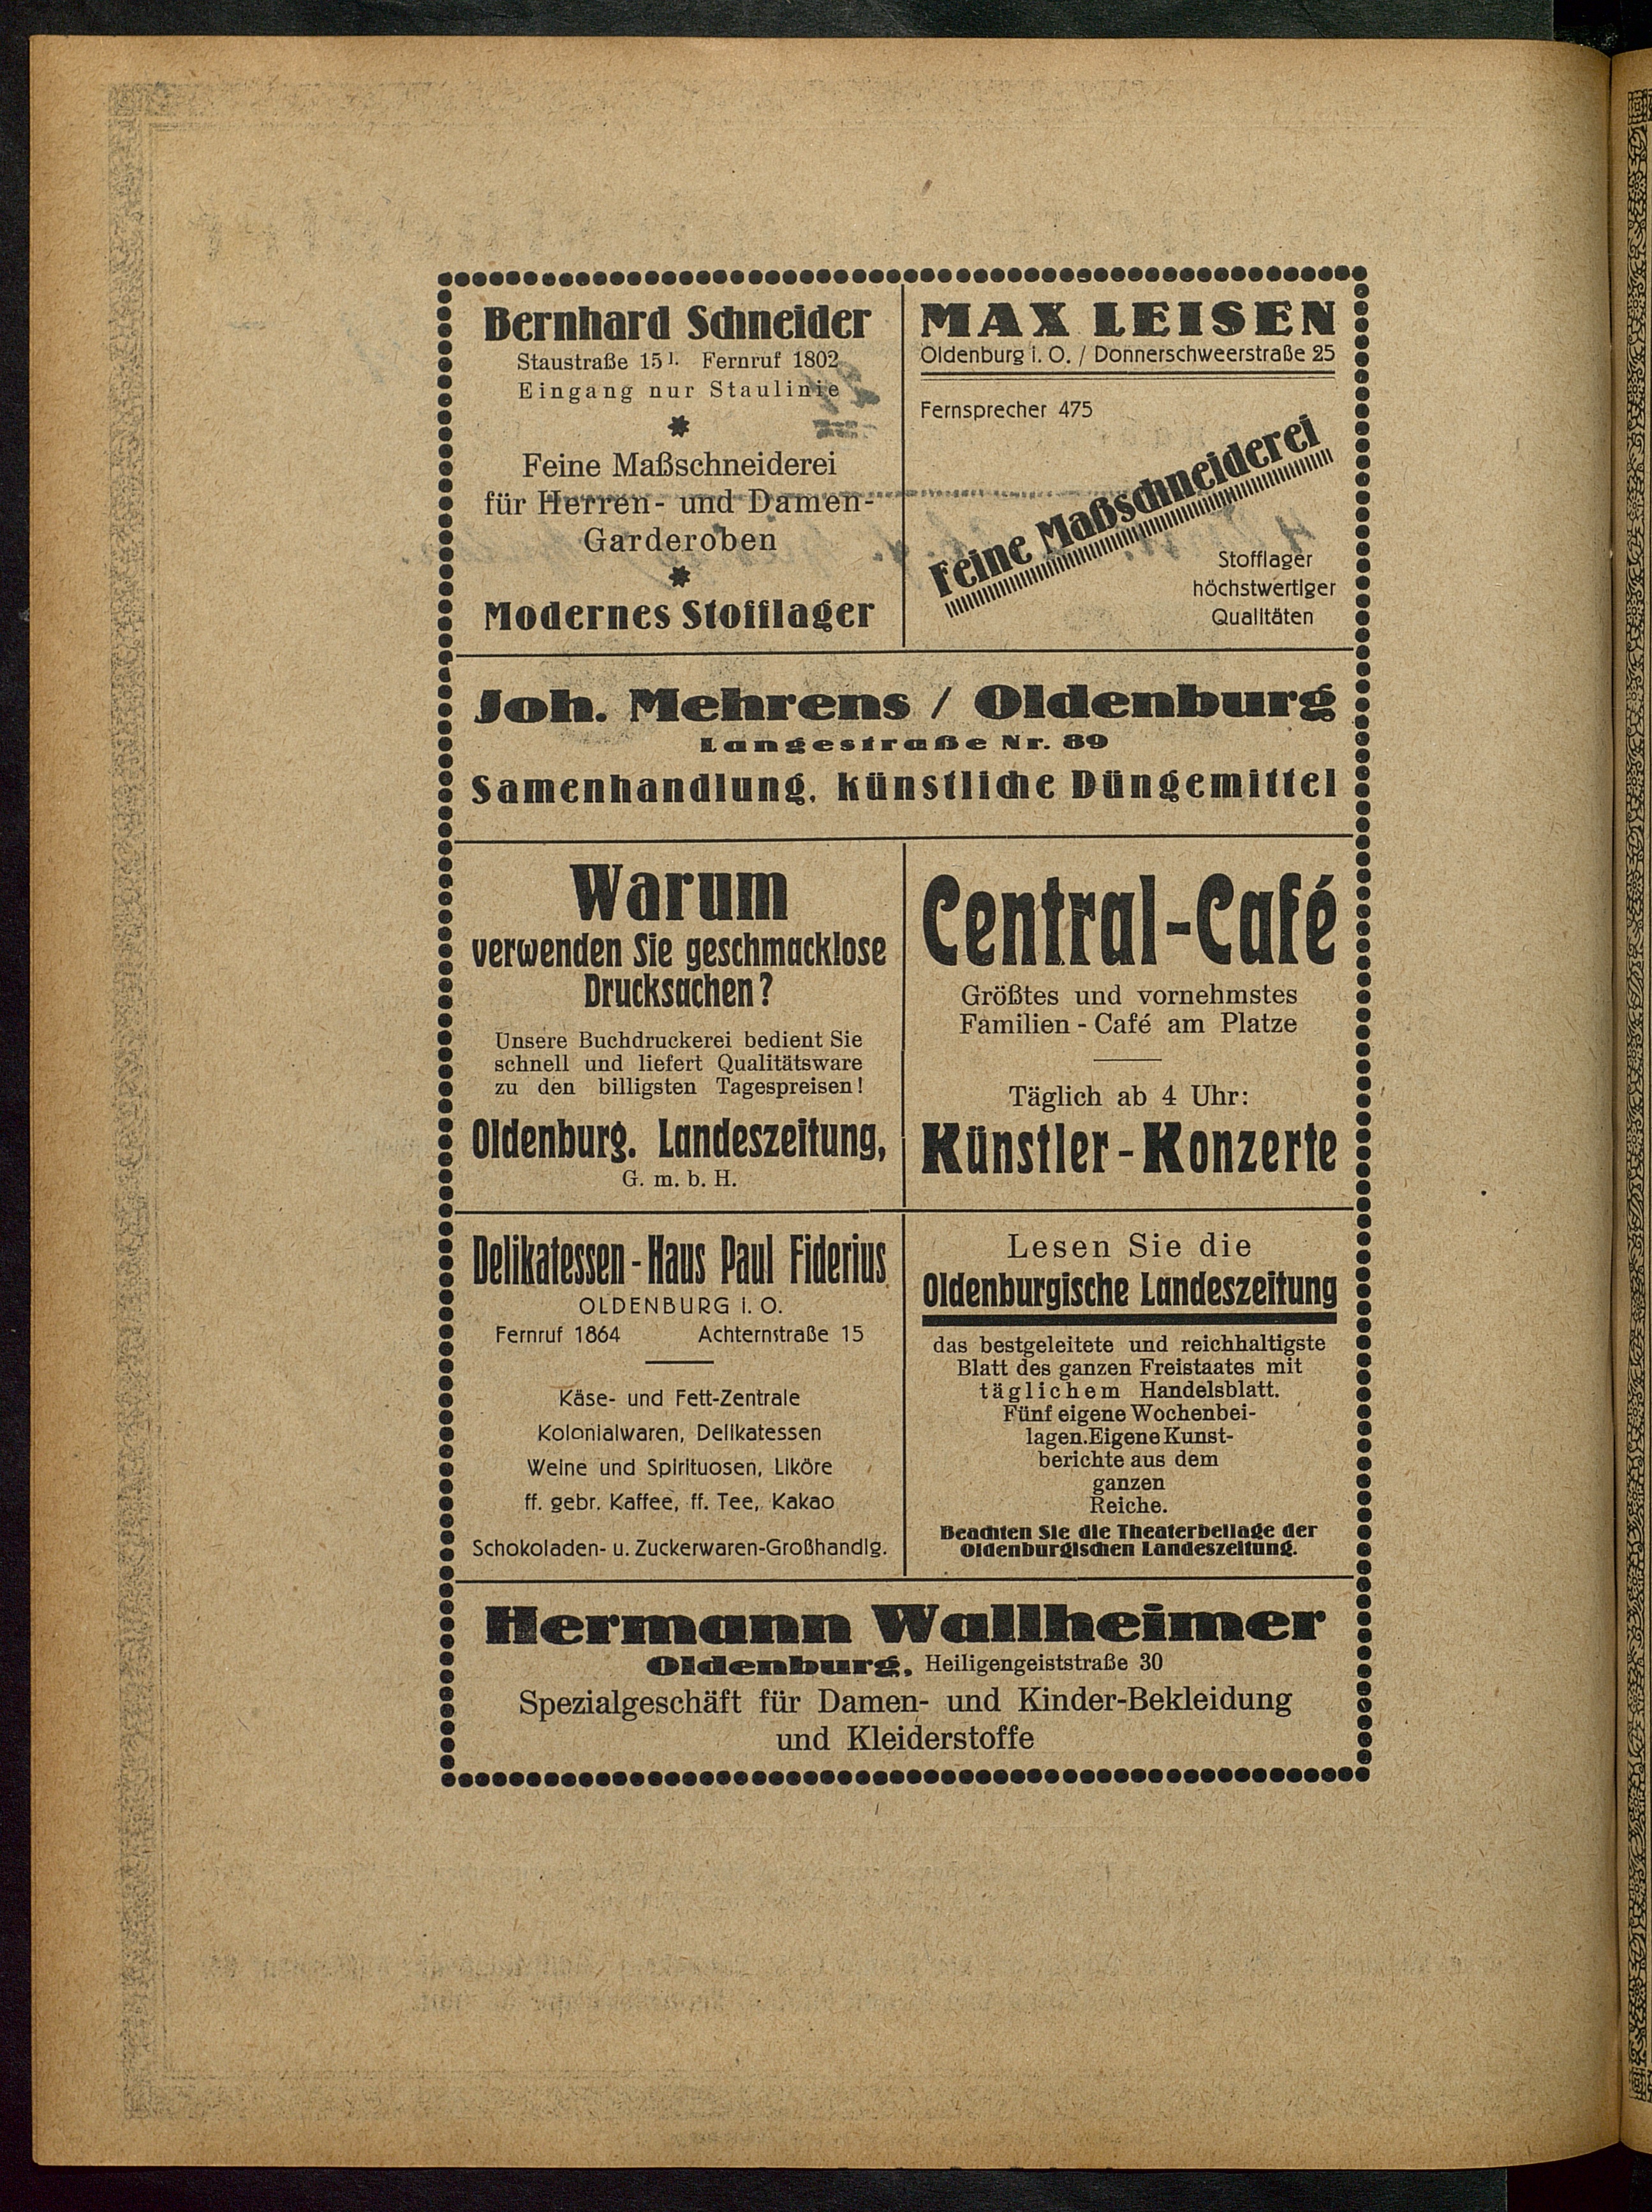 Bernhard Schneider
Staustraße 15 I. Fernruf 1802
Eingang nur Staulinie
Feine Maßschneiderei
für Herren- und Damen-
Garderoben
Modernes Stofflager
MAX LEISEN
Oldenburg i. O. / Donnerschweerstraße 25
Fernsprecher 475
Feine Maßschneiderei
Stofflager
höchstwertiger
Qualitäten
Joh. Mehrens / Oldenburg
Langestraße Nr. 89
Samenhandlung, künstliche Düngemittel
Warum
verwenden Sie geschmacklose
Drucksachen?
Unsere Buchdruckerei bedient Sie
schnell und liefert Qualitätsware
zu den billigsten Tagespreisen!
Oldenburg. Landeszeitung,
G. m. b. H.
Central-Café
Größtes und vornehmstes
Familien-Café am Platze
Täglich ab 4 Uhr:
Künstler-Konzerte
Delikatessen-Haus Paul Fiderius
OLDENBURG i. O.
Fernruf 1864 Achternstraße 15
Käse- und Fett-Zentrale
Kolonialwaren, Delikatessen
Weine und Spirituosen, Liköre
ff. gebr. Kaffee, ff. Tee, Kakao
Schokoladen- u. Zuckerwaren-Großhandlg.
Lesen Sie die
Oldenburgische Landeszeitung
das bestgeleitete und reichhaltigste
Blatt des ganzen Freistaates mit
täglichem Handelsblatt.
Fünf eigene Wochenbei-
lagen. Eigene Kunst-
berichte aus dem
ganzen
Reiche.
Beachten Sie die Theaterbeilage der
Oldenburgischen Landeszeitung.
Hermann Wallheimer
Oldenburg, Heiligengeiststraße 30
Spezialgeschäft für Damen- und Kinder-Bekleidung
und Kleiderstoffe